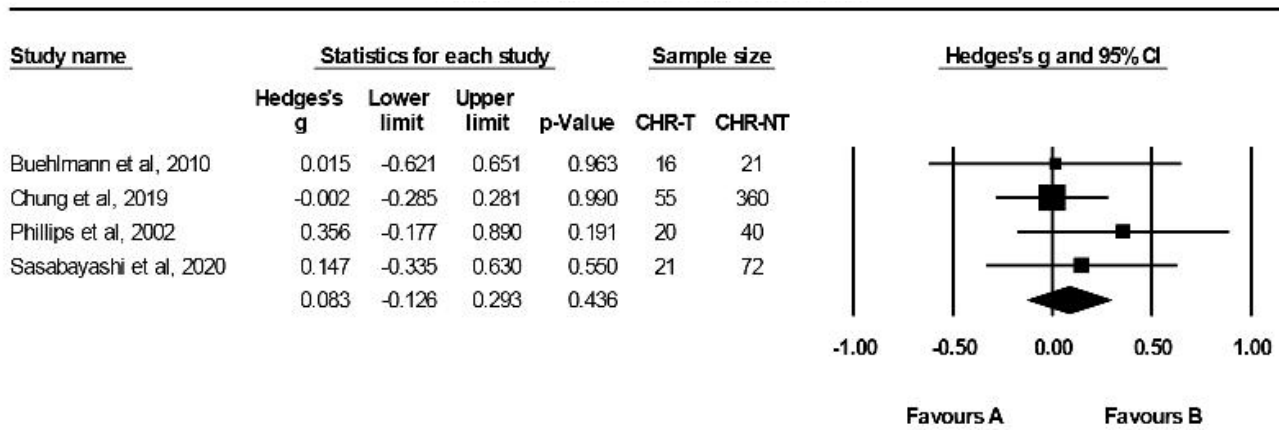 Study name Statistics for each study Sample size Hedges's g and 95% CI
Hedges's Lower Upper
g limit limit p-Value CHR-T CHR-NT
Buehlmann et al, 2010 0.015 -0.621 0.651 0.963 16 21
Chung et al, 2019 -0.002 -0.285 0.281 0.990 55 360
Phillips et al, 2002 0.356 -0.177 0.890 0.191 20 40
Sasabayashi et al, 2020 0.147 -0.335 0.630 0.550 21 72
0.083 -0.126 0.293 0.436
-1.00 -0.50 0.00 0.50 1.00
Favours A Favours B